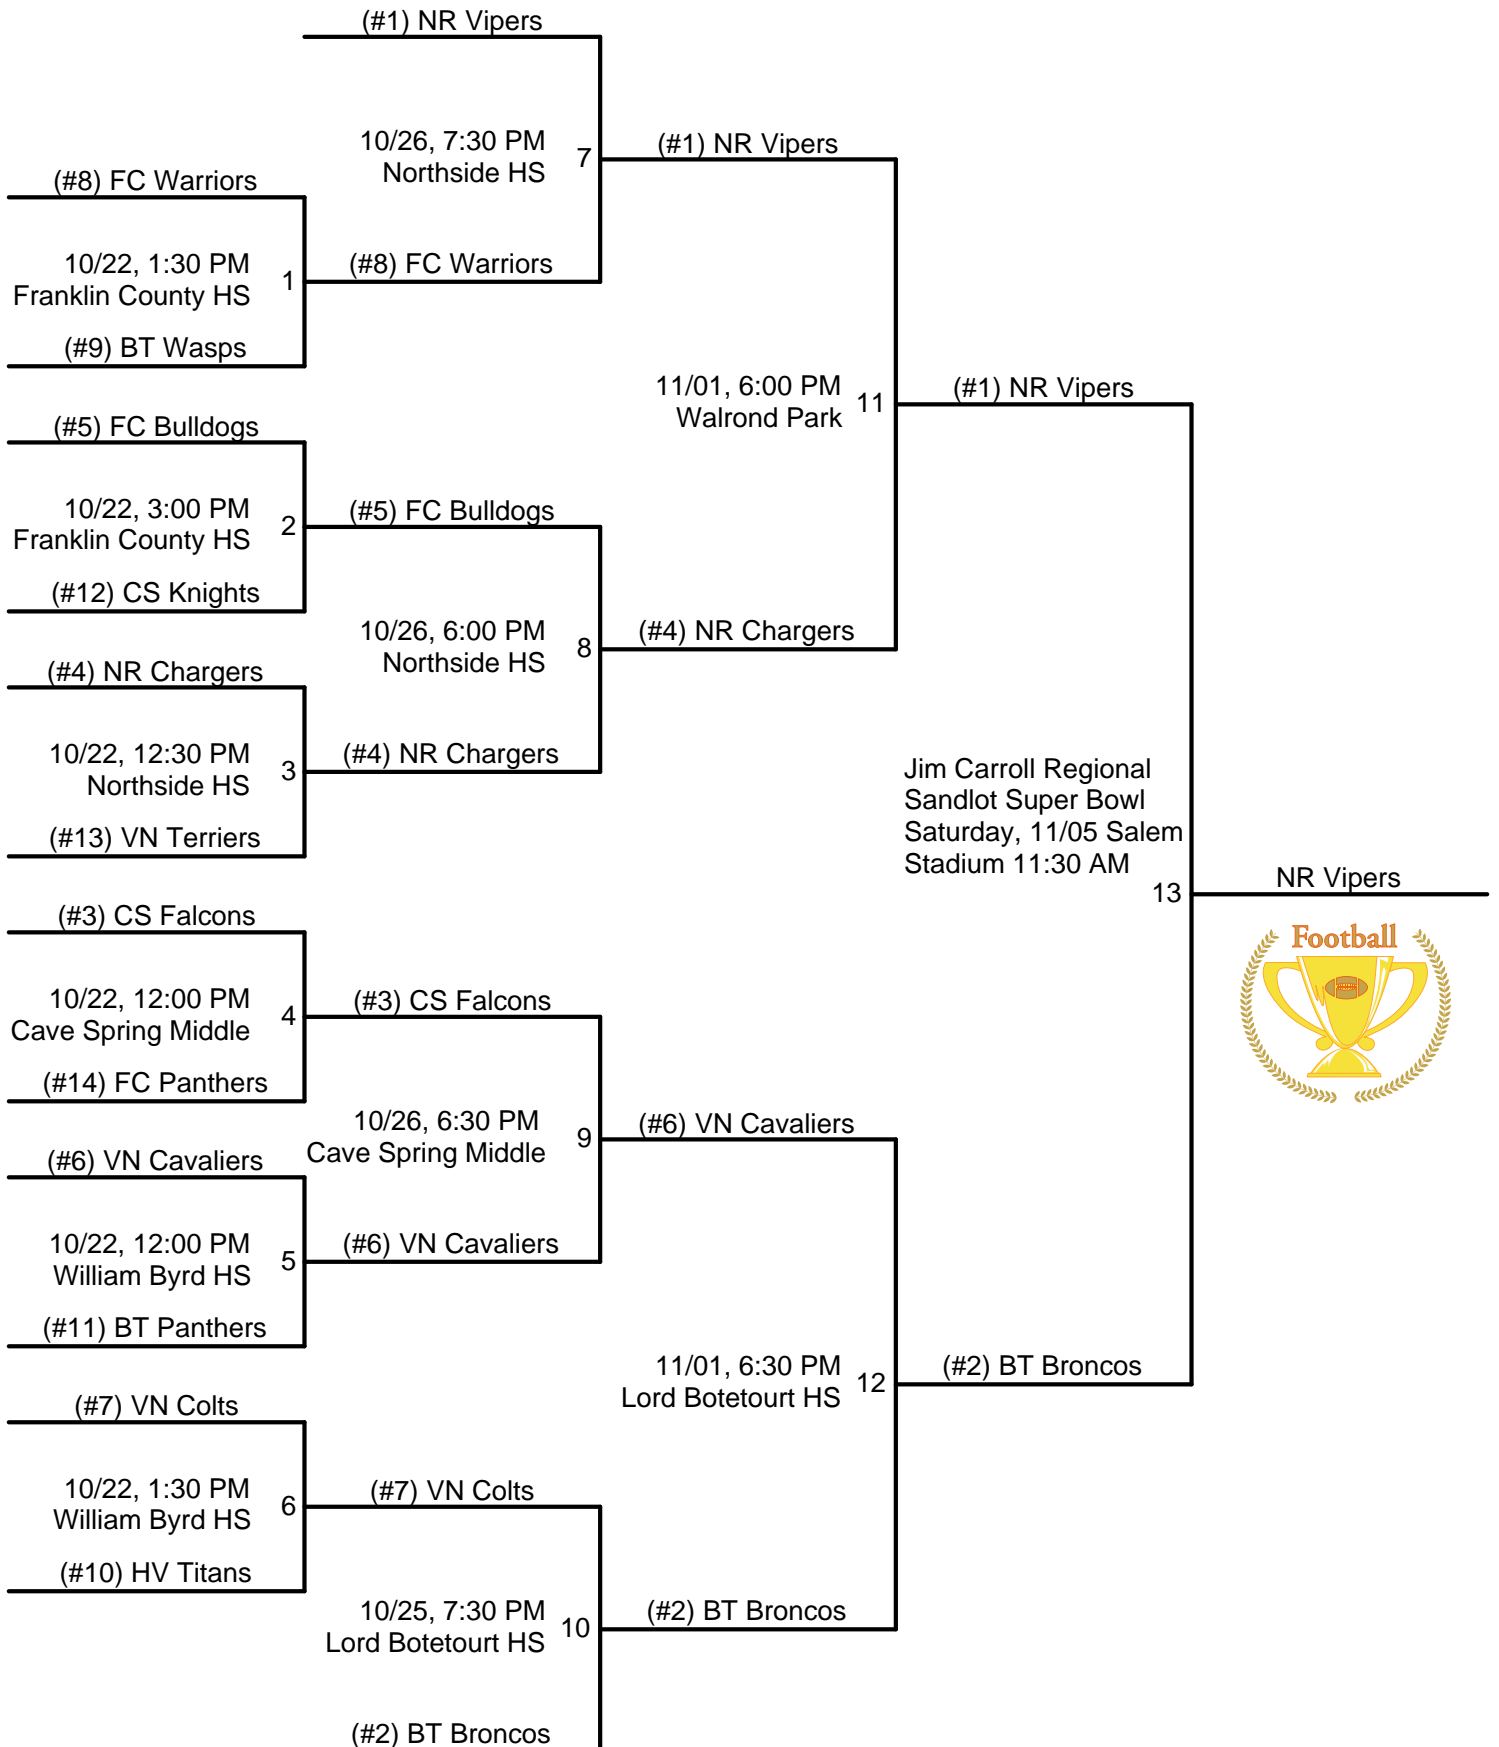 (#1) NR Vipers
10/26, 7:30 PM
Northside HS
7
(#1) NR Vipers
(#8) FC Warriors
10/22, 1:30 PM
Franklin County HS
1
(#8) FC Warriors
(#9) BT Wasps
11/01, 6:00 PM
Walrond Park
11
(#1) NR Vipers
(#5) FC Bulldogs
10/22, 3:00 PM
Franklin County HS
2
(#5) FC Bulldogs
(#12) CS Knights
10/26, 6:00 PM
Northside HS
8
(#4) NR Chargers
(#4) NR Chargers
10/22, 12:30 PM
Northside HS
3
(#4) NR Chargers
(#13) VN Terriers
Jim Carroll Regional
Sandlot Super Bowl
Saturday, 11/05 Salem
Stadium 11:30 AM
13
NR Vipers
Football
(#3) CS Falcons
10/22, 12:00 PM
Cave Spring Middle
4
(#3) CS Falcons
(#14) FC Panthers
10/26, 6:30 PM
Cave Spring Middle
9
(#6) VN Cavaliers
(#6) VN Cavaliers
10/22, 12:00 PM
William Byrd HS
5
(#6) VN Cavaliers
(#11) BT Panthers
11/01, 6:30 PM
Lord Botetourt HS
12
(#2) BT Broncos
(#7) VN Colts
10/22, 1:30 PM
William Byrd HS
6
(#7) VN Colts
(#10) HV Titans
10/25, 7:30 PM
Lord Botetourt HS
10
(#2) BT Broncos
(#2) BT Broncos